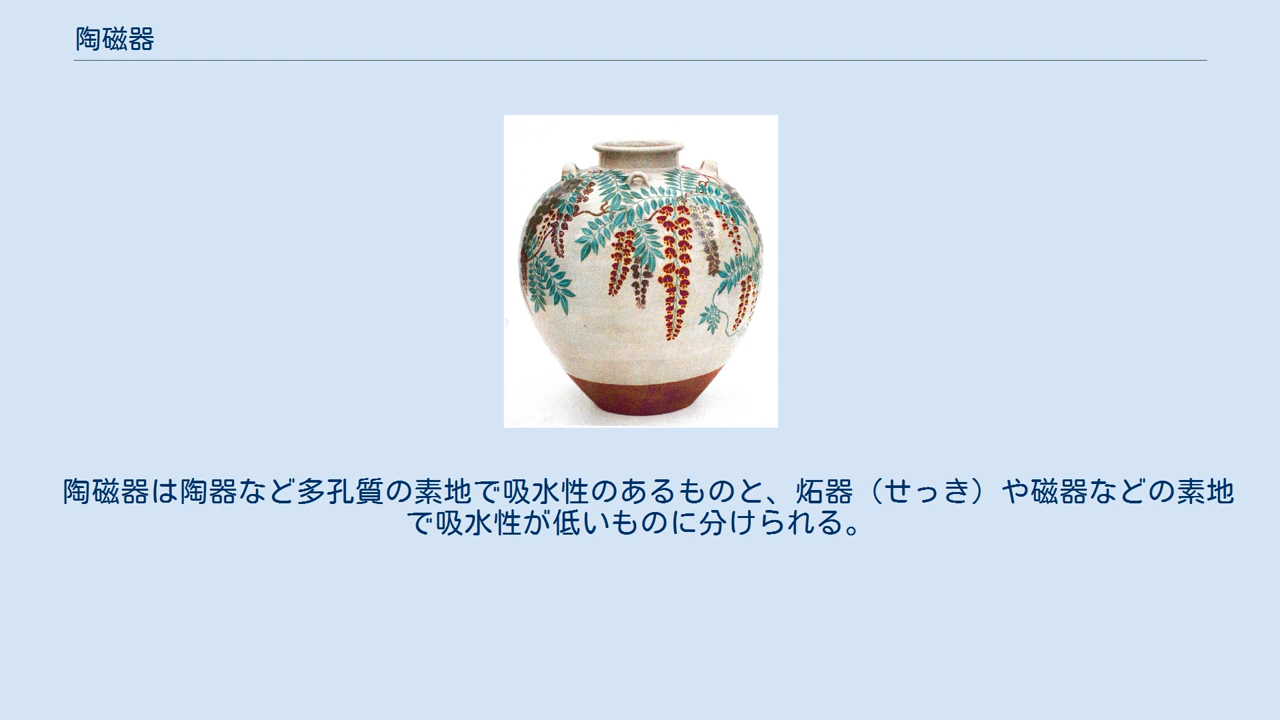 陶磁器
陶磁器は陶器など多孔質の素地で吸水性のあるものと、炻器（せっき）や磁器などの素地
で吸水性が低いものに分けられる。